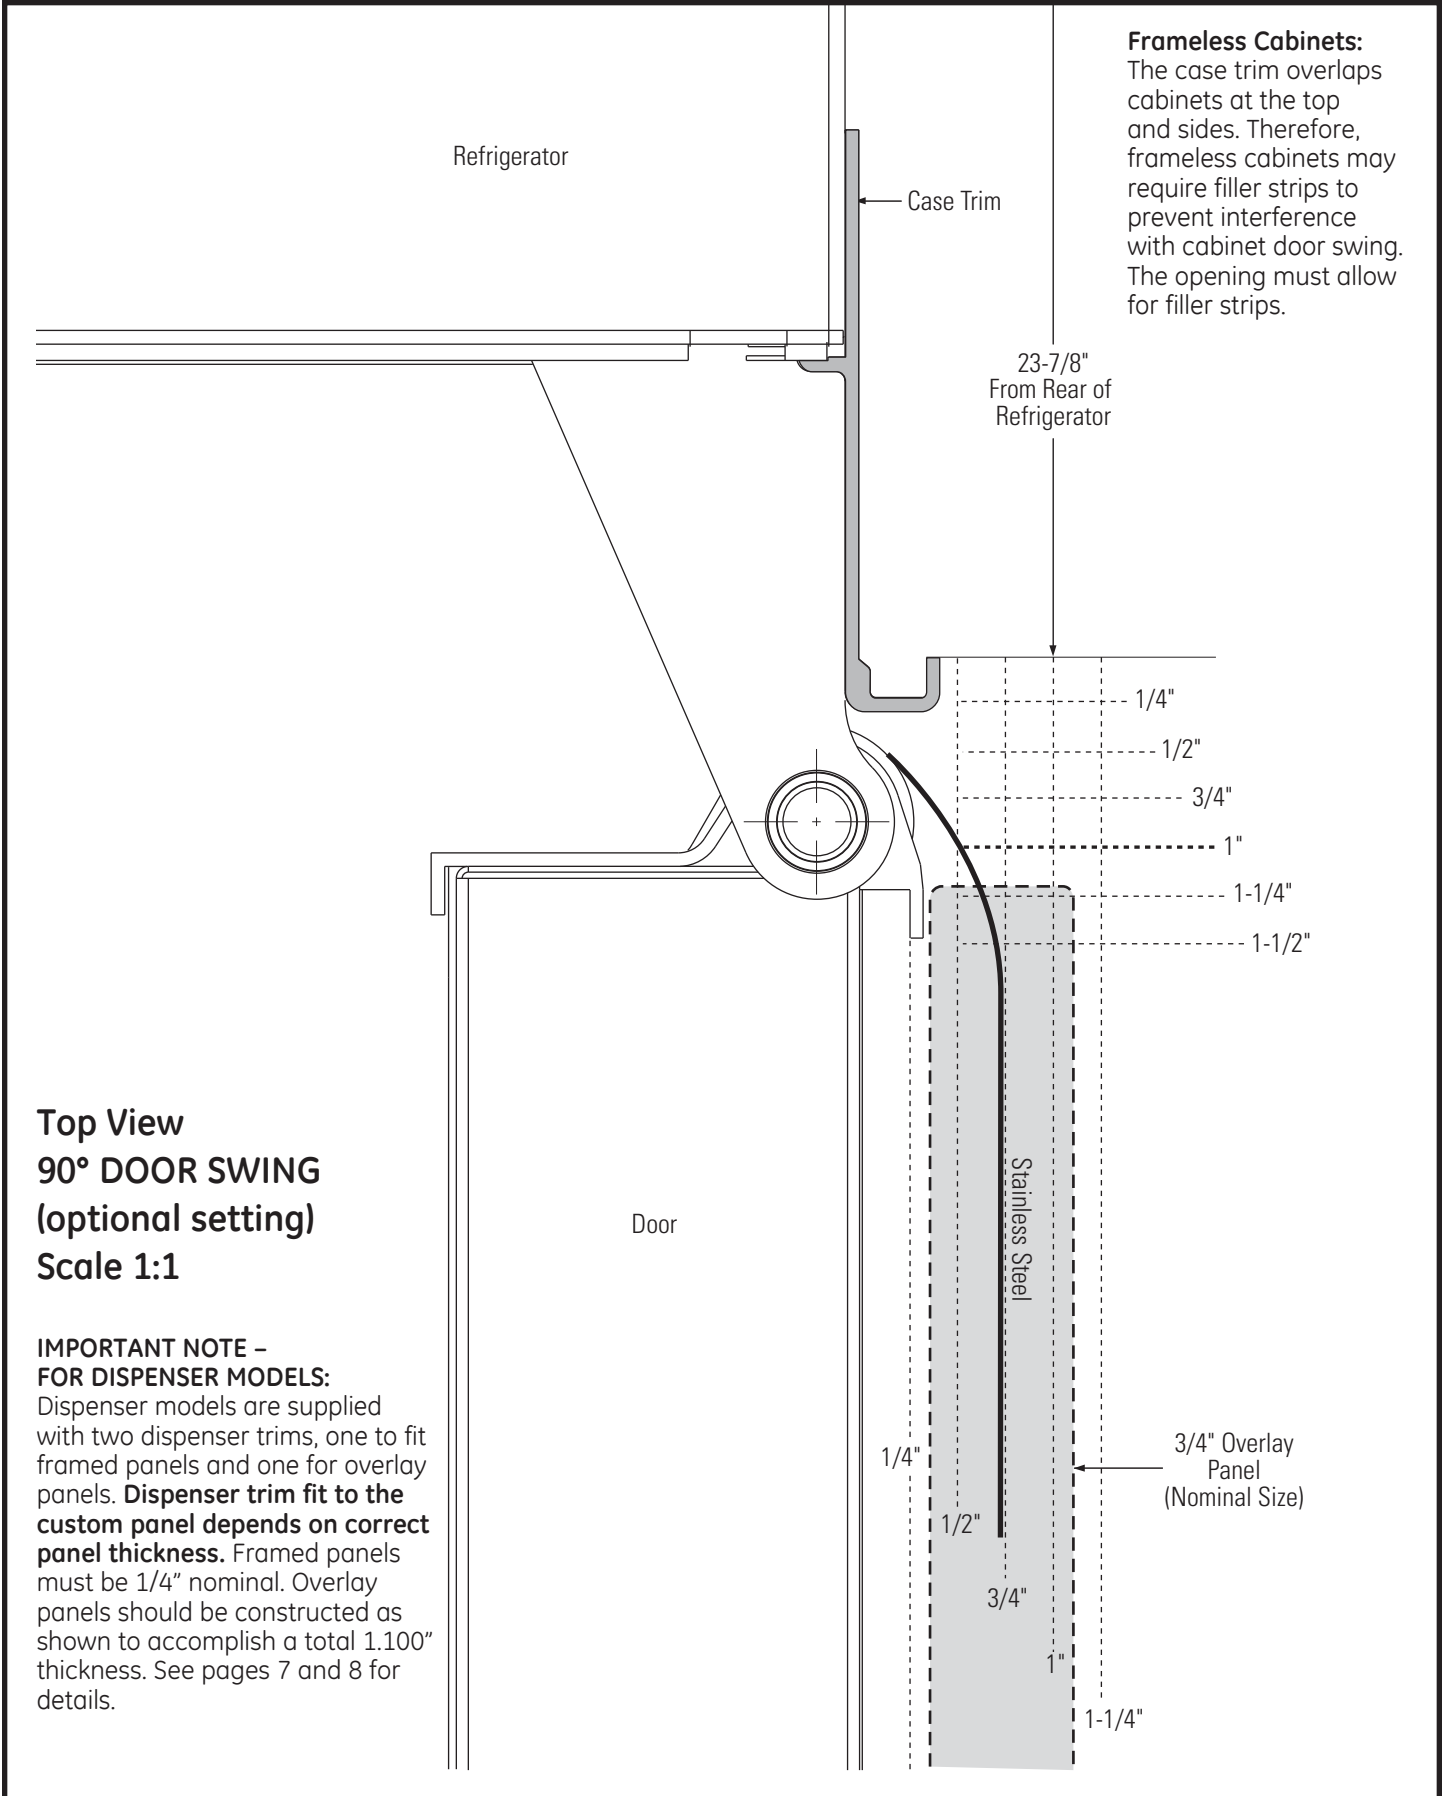 Frameless Cabinets:
The case trim overlaps
cabinets at the top
and sides. Therefore,
frameless cabinets may
require filler strips to
prevent interference
with cabinet door swing.
The opening must allow
for filler strips.
Refrigerator
Case Trim
23-7/8"
From Rear of
Refrigerator
1/4"
1/2"
3/4"
1"
1-1/4"
1-1/2"
Top View
90° DOOR SWING
(optional setting)
Scale 1:1
Door
Stainless Steel
IMPORTANT NOTE –
FOR DISPENSER MODELS:
Dispenser models are supplied
with two dispenser trims, one to fit
framed panels and one for overlay
panels. Dispenser trim fit to the
custom panel depends on correct
panel thickness. Framed panels
must be 1/4” nominal. Overlay
panels should be constructed as
shown to accomplish a total 1.100”
thickness. See pages 7 and 8 for
details.
1/4"
1/2"
3/4"
1"
1-1/4"
3/4" Overlay
Panel
(Nominal Size)